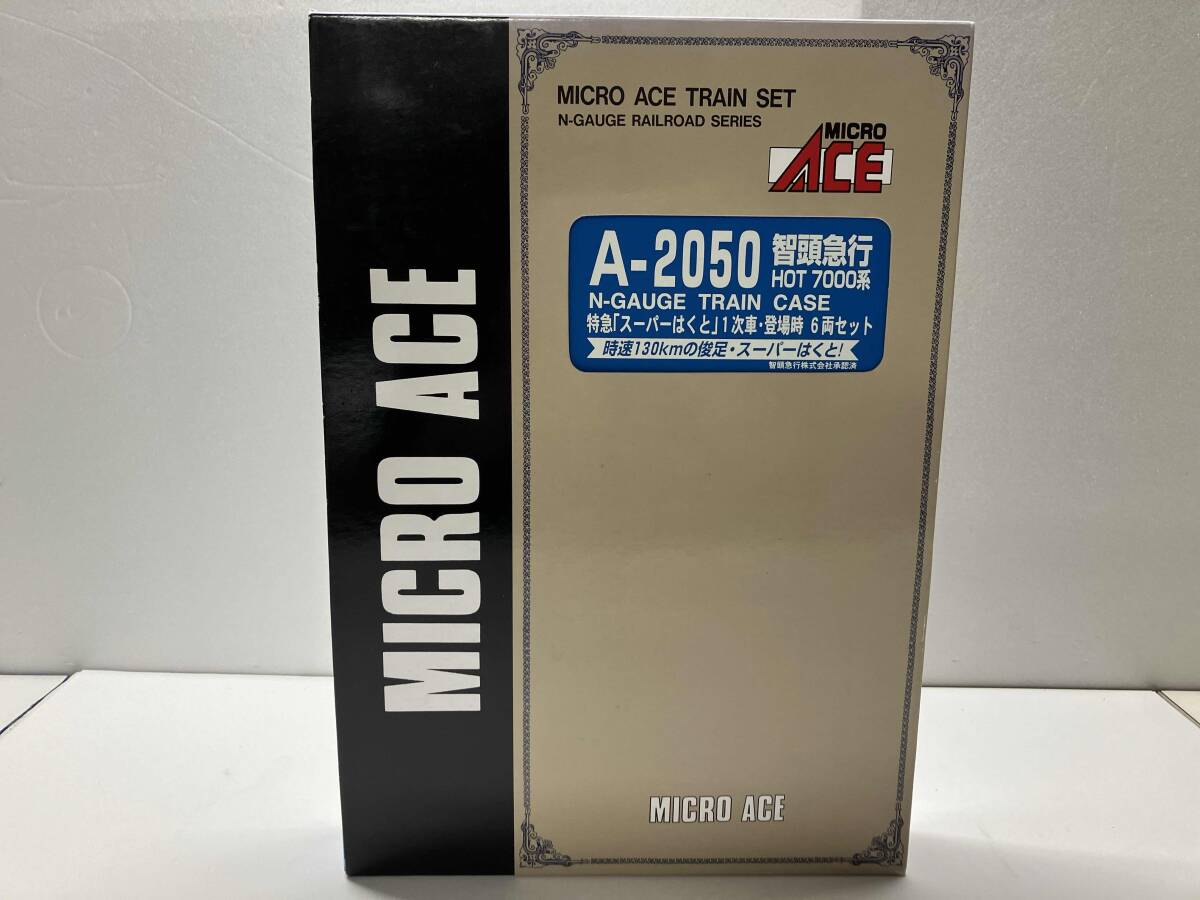 MICRO ACE
MICRO ACE TRAIN SET
N-GAUGE RAILROAD SERIES
MICRO
ACE
A-2050 智頭急行
HOT 7000系
N-GAUGE TRAIN CASE
特急「スーパーはくと」1次車・登場時 6両セット
時速130kmの俊足・スーパーはくと!
智頭急行株式会社承認済
MICRO ACE